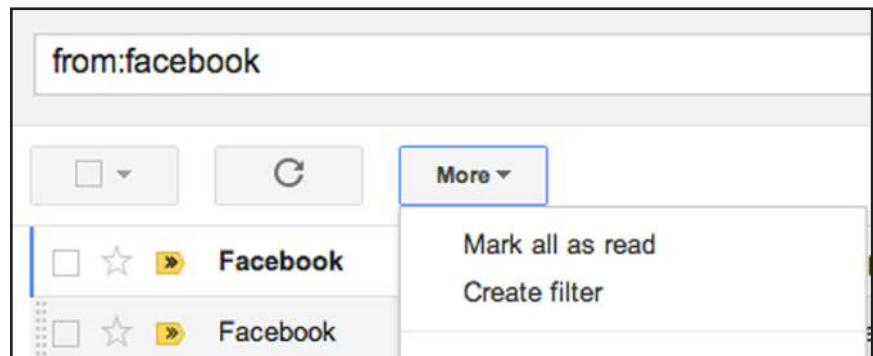 from:facebook
More
Facebook
Mark all as read
Create filter
Facebook